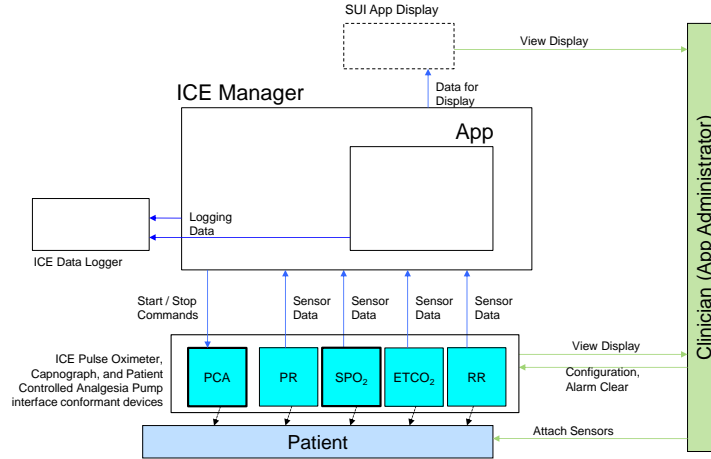 SUI App Display
View Display
ICE Manager
Data for
Display
App
Logging
Data
ICE Data Logger
Start / Stop
Commands
Sensor
Data
Sensor
Data
Sensor
Data
Sensor
Data
ICE Pulse Oximeter,
Capnograph, and Patient
Controlled Analgesia Pump
interface conformant devices
PCA
PR
SPO₂
ETCO₂
RR
View Display
Configuration,
Alarm Clear
Patient
Attach Sensors
Clinician (App Administrator)